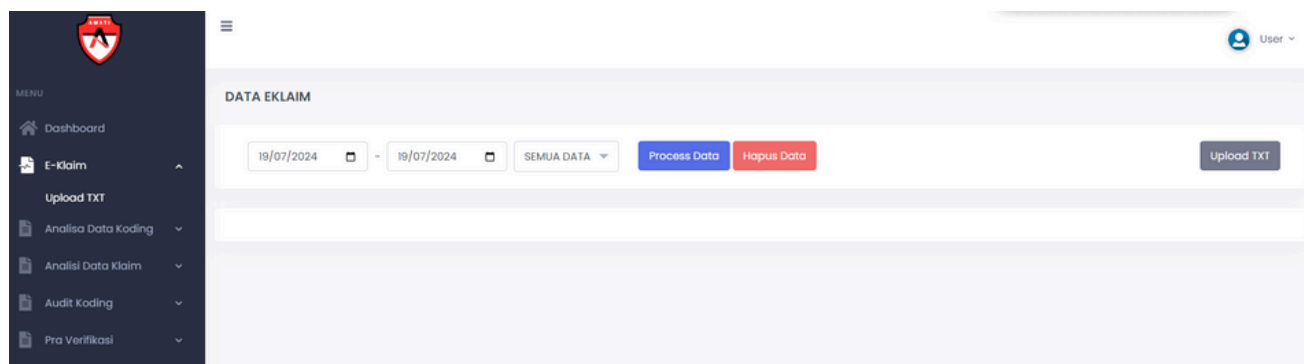 AMATI
User
MENU
DATA EKLAIM
Dashboard
E-Klaim
19/07/2024 - 19/07/2024 SEMUA DATA Process Data Hapus Data Upload TXT
Upload TXT
Analisa Data Koding
Analisi Data Klaim
Audit Koding
Pra Verifikasi